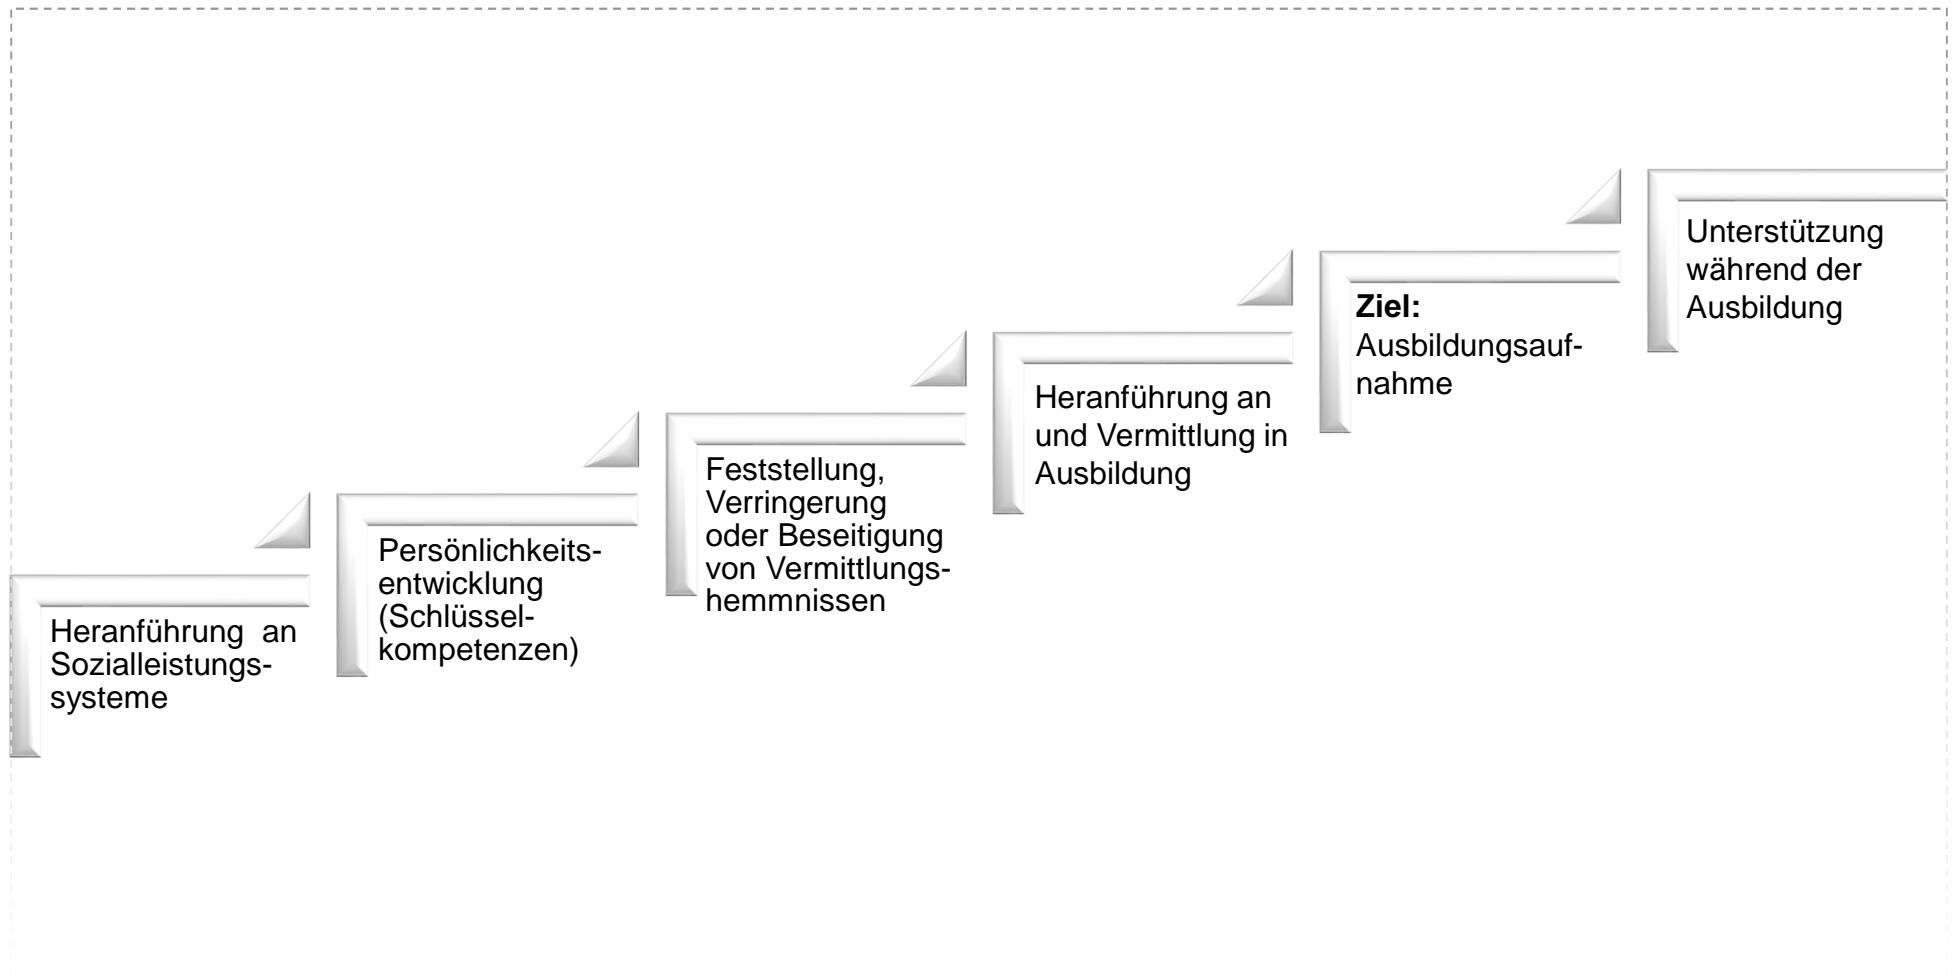 Heranführung an
Sozialleistungs-
systeme
Persönlichkeits-
entwicklung
(Schlüssel-
kompetenzen)
Feststellung,
Verringerung
oder Beseitigung
von Vermittlungs-
hemmnissen
Heranführung an
und Vermittlung in
Ausbildung
Ziel:
Ausbildungsauf-
nahme
Unterstützung
während der
Ausbildung